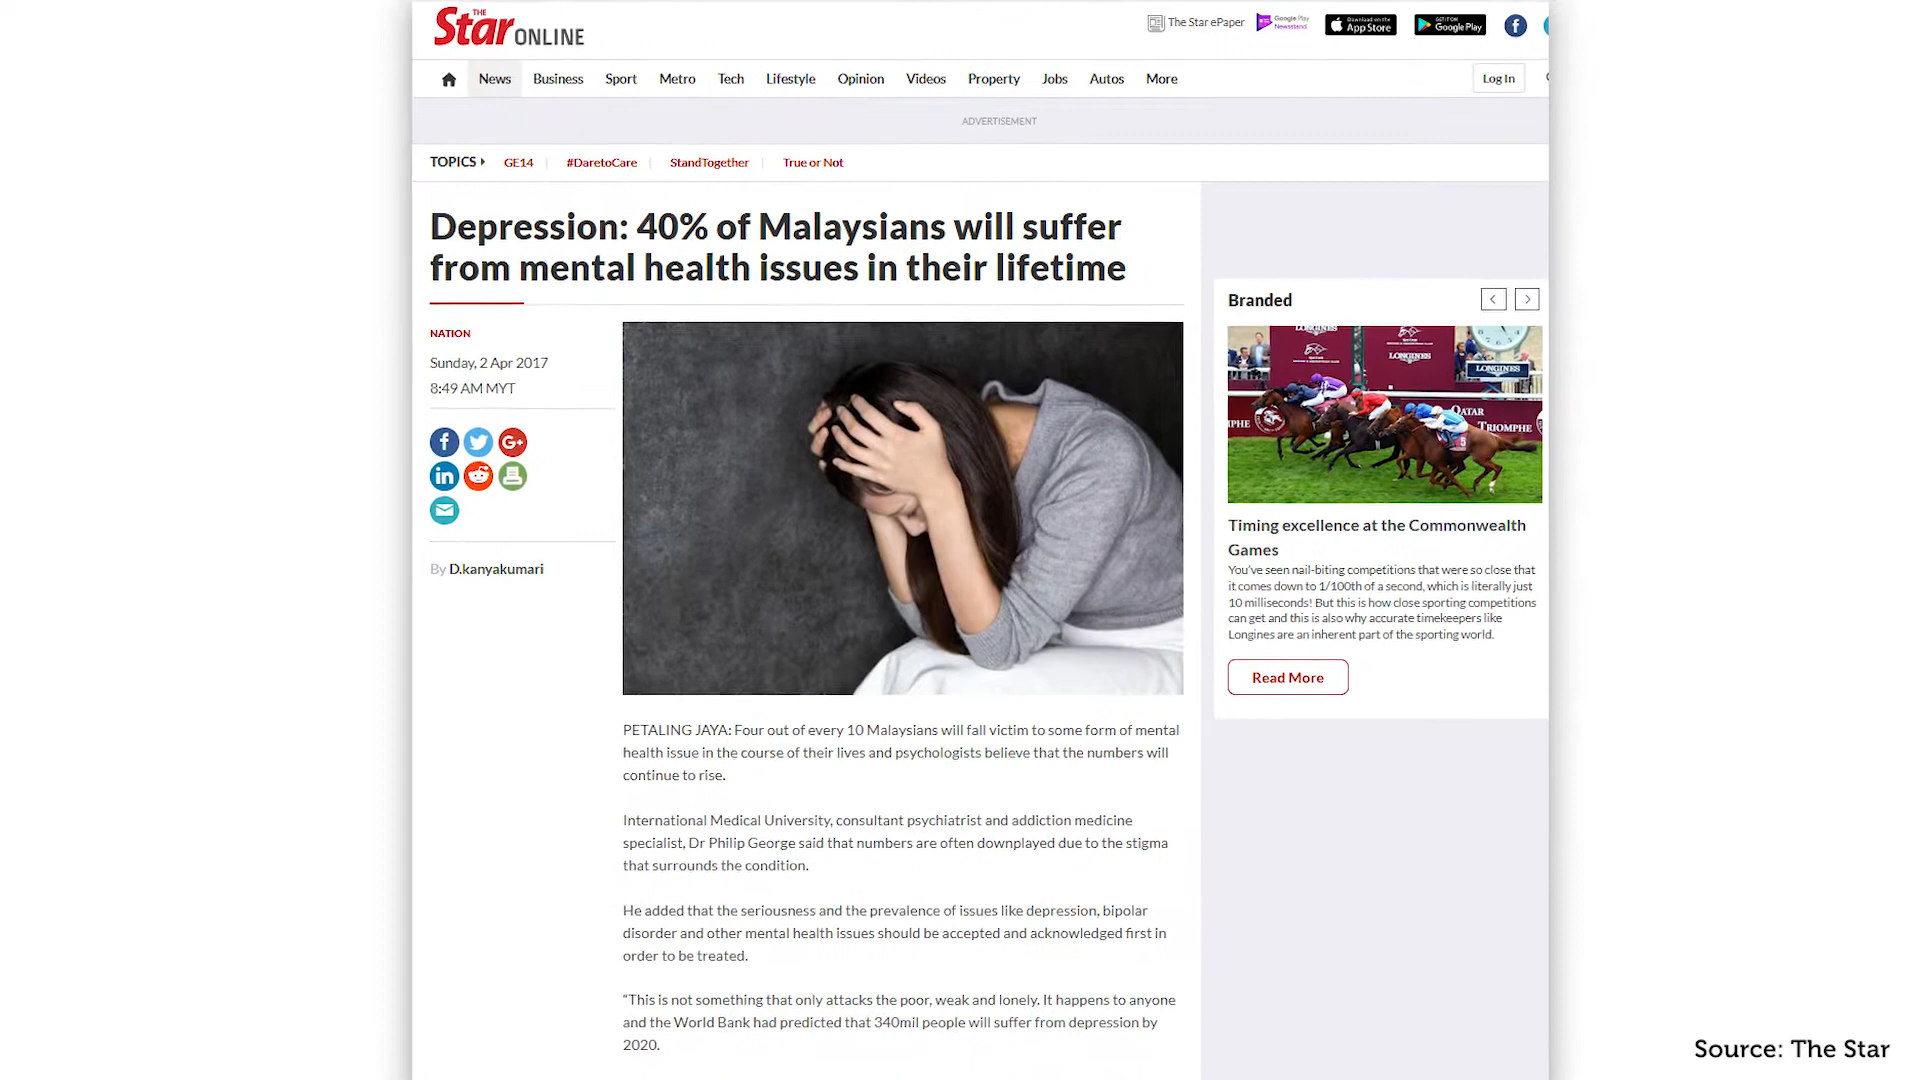 THE
Star ONLINE
The Star ePaper
Google Play
Newsstand
Download on the
App Store
GET IT ON
Google Play
News
Business
Sport
Metro
Tech
Lifestyle
Opinion
Videos
Property
Jobs
Autos
More
Log In
ADVERTISEMENT
TOPICS
GE14
#DaretoCare
StandTogether
True or Not
Depression: 40% of Malaysians will suffer
from mental health issues in their lifetime
NATION
Sunday, 2 Apr 2017
8:49 AM MYT
By D.kanyakumari
PETALING JAYA: Four out of every 10 Malaysians will fall victim to some form of mental
health issue in the course of their lives and psychologists believe that the numbers will
continue to rise.
International Medical University, consultant psychiatrist and addiction medicine
specialist, Dr Philip George said that numbers are often downplayed due to the stigma
that surrounds the condition.
He added that the seriousness and the prevalence of issues like depression, bipolar
disorder and other mental health issues should be accepted and acknowledged first in
order to be treated.
"This is not something that only attacks the poor, weak and lonely. It happens to anyone
and the World Bank had predicted that 340mil people will suffer from depression by
2020.
Branded
LONGINES
LONGINES
LONGINES
QATAR
TRIOMPHE
PHE
5
Timing excellence at the Commonwealth
Games
You've seen nail-biting competitions that were so close that
it comes down to 1/100th of a second, which is literally just
10 milliseconds! But this is how close sporting competitions
can get and this is also why accurate timekeepers like
Longines are an inherent part of the sporting world.
Read More
Source: The Star